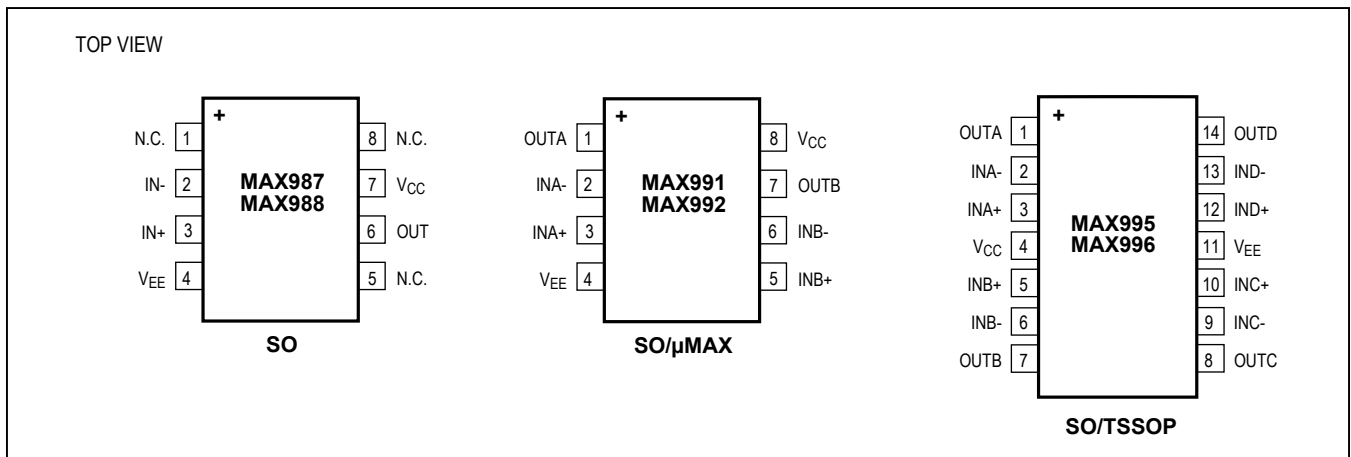 TOP VIEW
+
N.C. 1
8 N.C.
IN- 2
7 VCC
IN+ 3
6 OUT
VEE 4
5 N.C.
MAX987
MAX988
SO
+
OUTA 1
8 VCC
INA- 2
7 OUTB
INA+ 3
6 INB-
VEE 4
5 INB+
MAX991
MAX992
SO/µMAX
+
OUTA 1
14 OUTD
INA- 2
13 IND-
INA+ 3
12 IND+
VCC 4
11 VEE
INB+ 5
10 INC+
INB- 6
9 INC-
OUTB 7
8 OUTC
MAX995
MAX996
SO/TSSOP